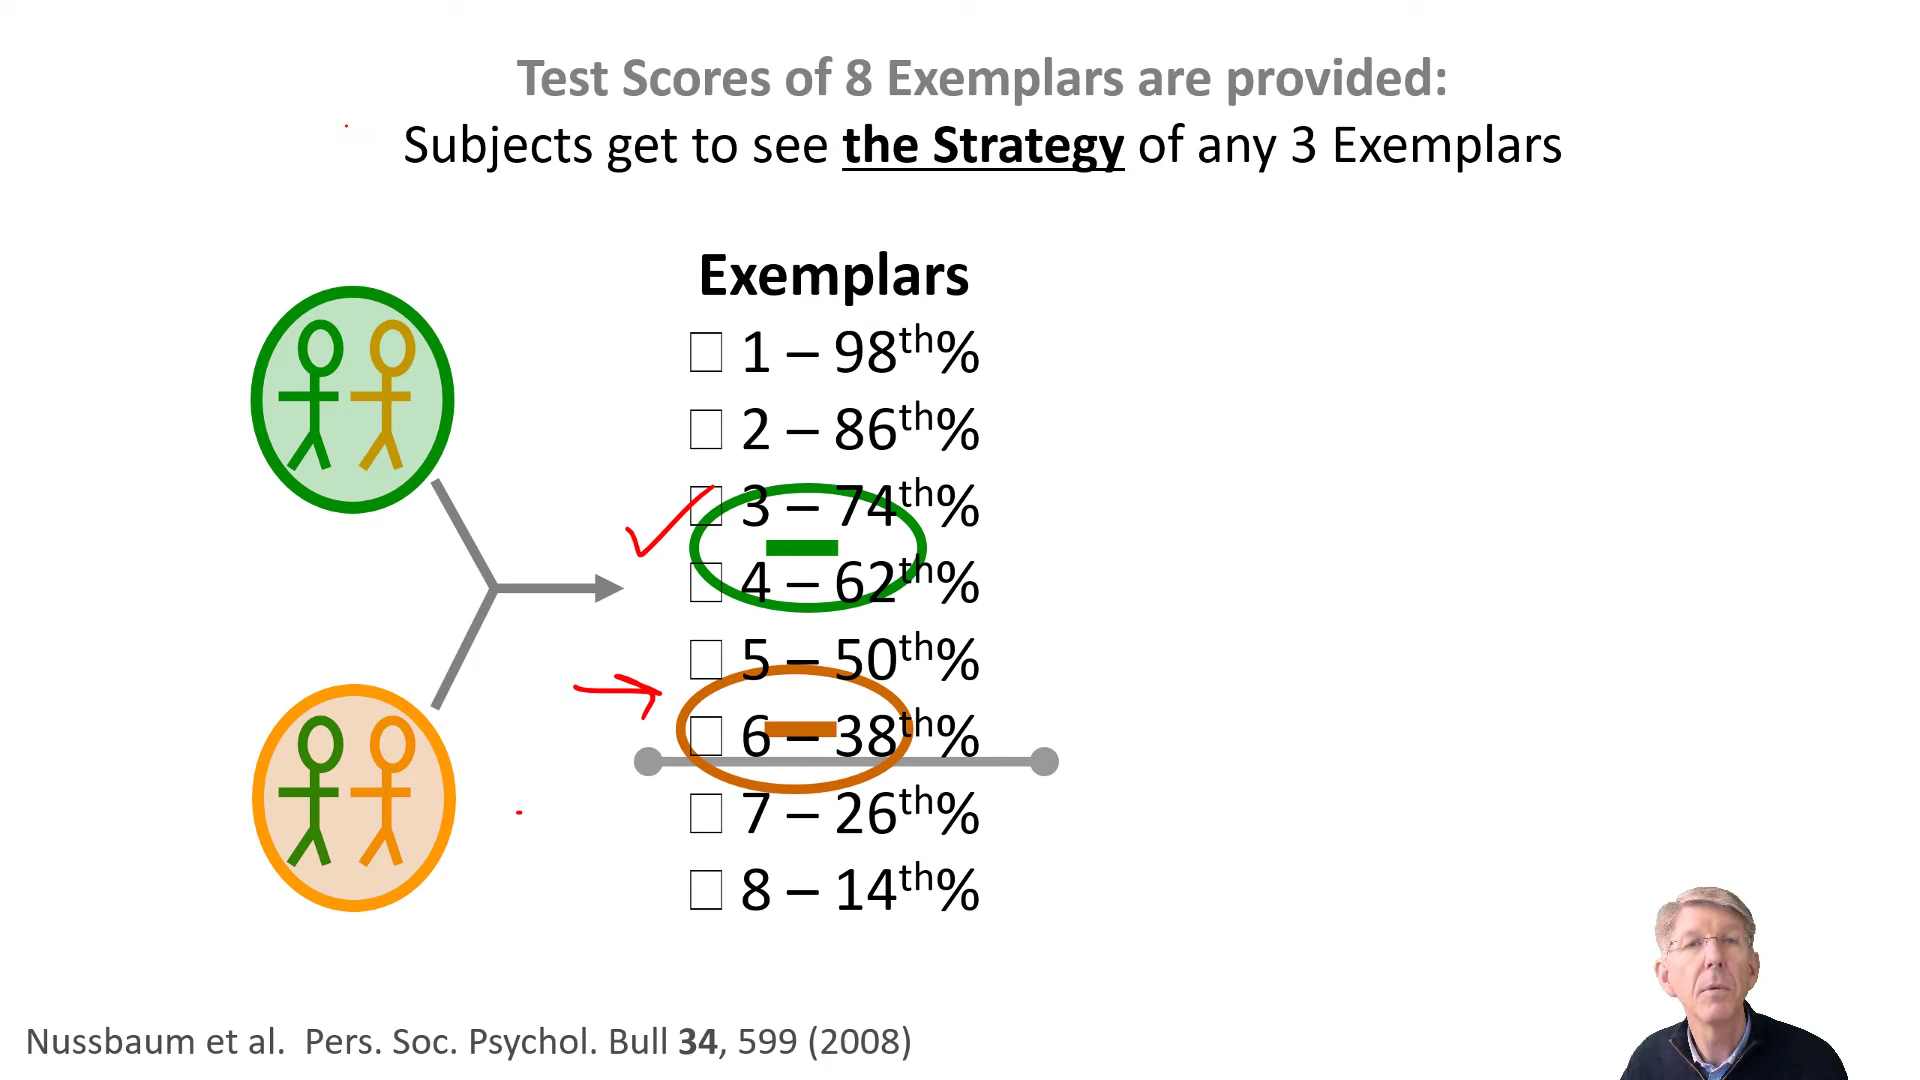 Test Scores of 8 Exemplars are provided:
Subjects get to see the Strategy of any 3 Exemplars
Exemplars
□ 1 – 98th%
□ 2 – 86th%
□ 3 – 74th%
□ 4 – 62th%
□ 5 – 50th%
□ 6 – 38th%
□ 7 – 26th%
□ 8 – 14th%
Nussbaum et al.  Pers. Soc. Psychol. Bull 34, 599 (2008)